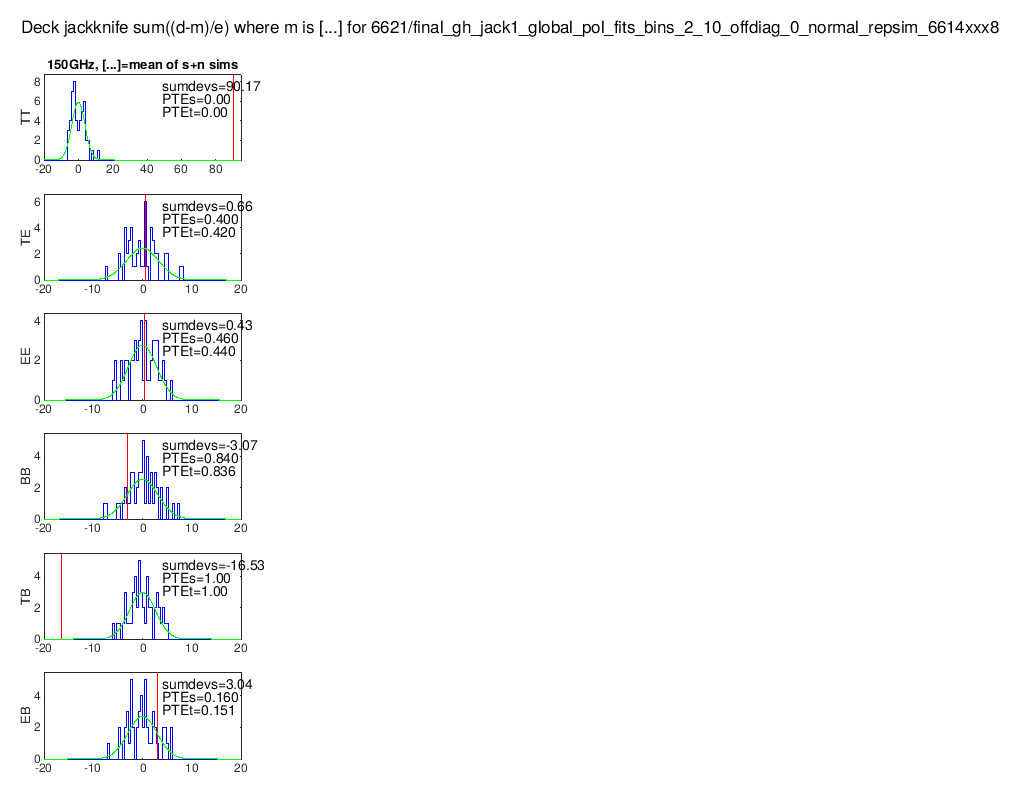 Deck jackknife sum((d-m)/e) where m is [...] for 6621/final_gh_jack1_global_pol_fits_bins_2_10_offdiag_0_normal_repsim_6614xxx8
150GHz, [...]=mean of s+n sims
TT
8
6
4
2
0
sumdevs=90.17
PTEs=0.00
PTEt=0.00
-20 0 20 40 60 80
TE
6
4
2
0
sumdevs=0.66
PTEs=0.400
PTEt=0.420
-20 -10 0 10 20
EE
4
2
0
sumdevs=0.43
PTEs=0.460
PTEt=0.440
-20 -10 0 10 20
BB
4
2
0
sumdevs=-3.07
PTEs=0.840
PTEt=0.836
-20 -10 0 10 20
TB
4
2
0
sumdevs=-16.53
PTEs=1.00
PTEt=1.00
-20 -10 0 10 20
EB
4
2
0
sumdevs=3.04
PTEs=0.160
PTEt=0.151
-20 -10 0 10 20